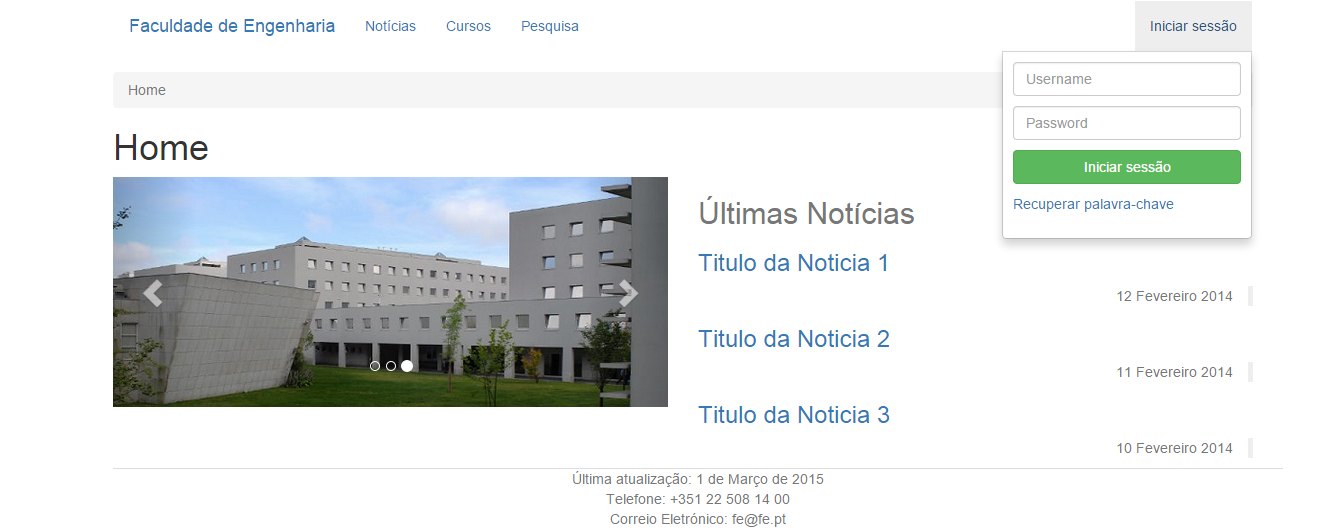 Faculdade de Engenharia Notícias Cursos Pesquisa Iniciar sessão
Username
Password
Iniciar sessão
Recuperar palavra-chave
Home
Home
Últimas Notícias
Titulo da Noticia 1
12 Fevereiro 2014
Titulo da Noticia 2
11 Fevereiro 2014
Titulo da Noticia 3
10 Fevereiro 2014
Última atualização: 1 de Março de 2015
Telefone: +351 22 508 14 00
Correio Eletrónico: fe@fe.pt